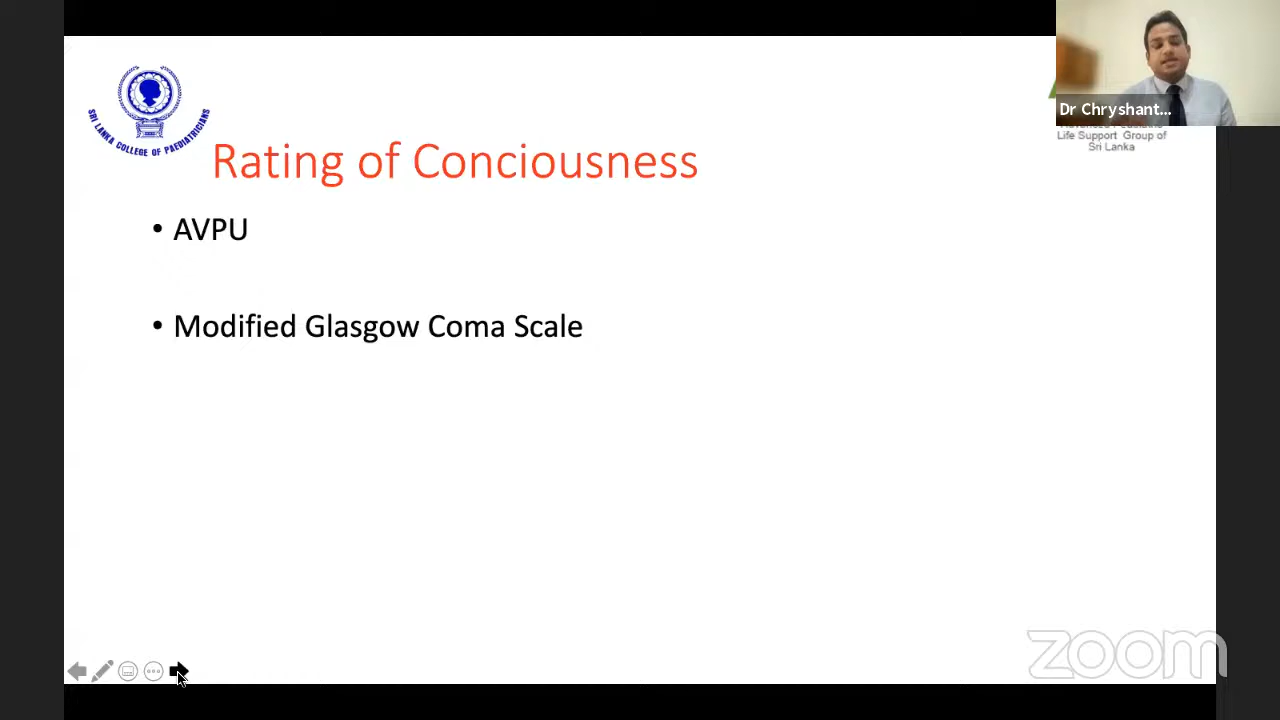 SRI LANKA COLLEGE OF PAEDIATRICIANS
Dr Chryshant...
Life Support Group of
Sri Lanka
Rating of Conciousness
• AVPU
• Modified Glasgow Coma Scale
zoom